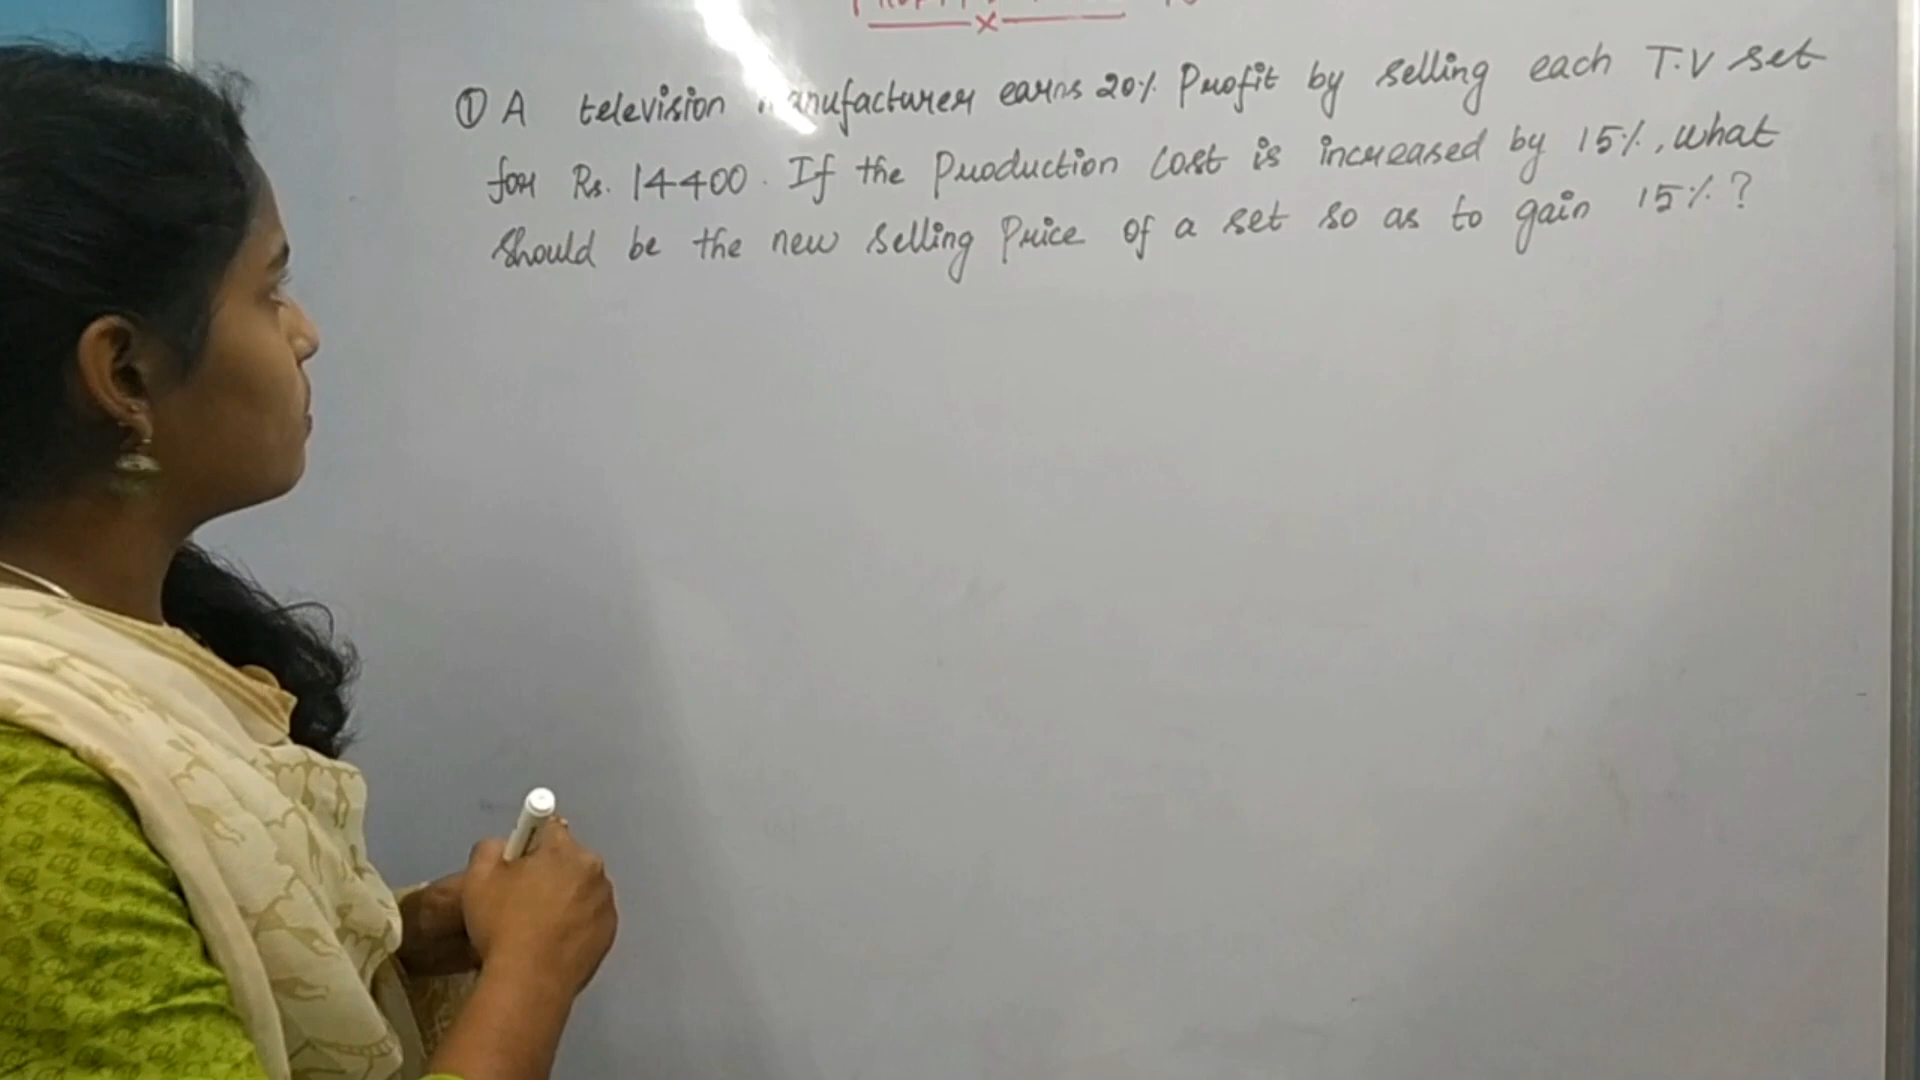 ① A television manufacturer earns 20% Profit by selling each T.V set
for Rs. 14400. If the Production cost is increased by 15%, what
should be the new selling Price of a set so as to gain 15%?